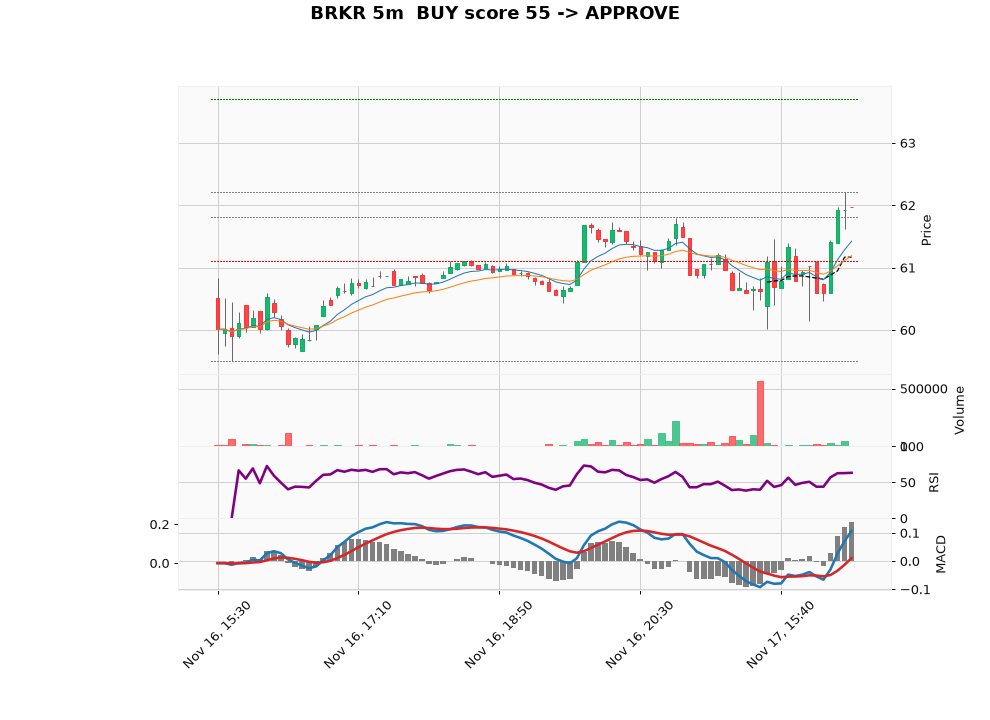 BRKR 5m  BUY score 55 -> APPROVE
63
62
61
60
Price
500000
0
Volume
100
50
0
RSI
0.2
0.0
0.1
0.0
−0.1
MACD
Nov 16, 15:30
Nov 16, 17:10
Nov 16, 18:50
Nov 16, 20:30
Nov 17, 15:40